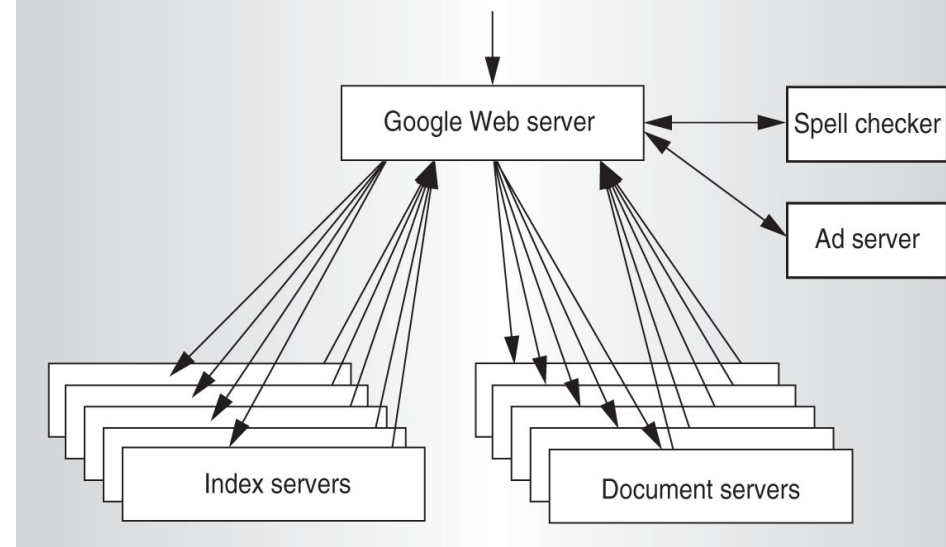 Google Web server
Spell checker
Ad server
Index servers
Document servers